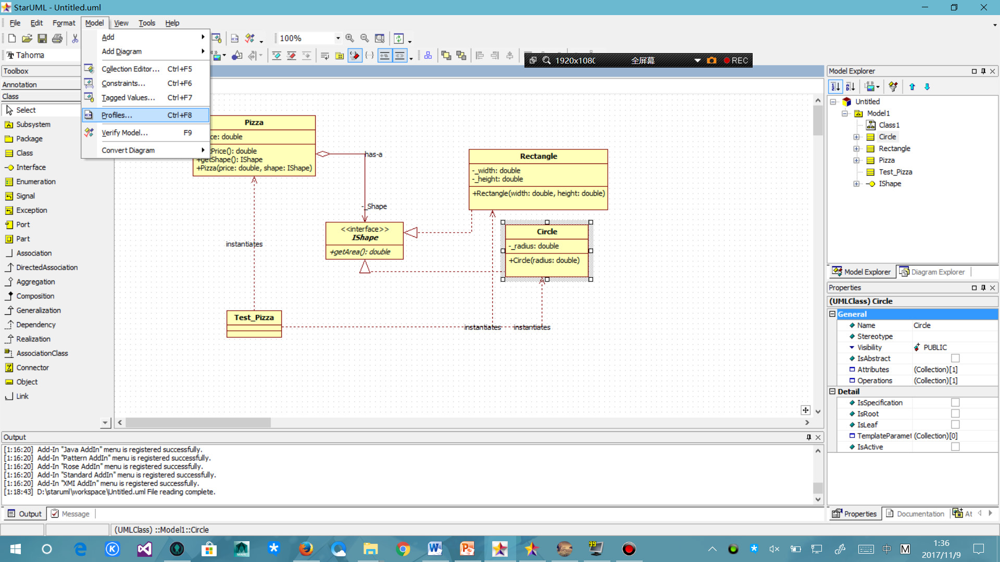 StarUML - Untitled.uml
File Edit Format Model View Tools Help
100%
Tahoma
Add
Add Diagram
Collection Editor... Ctrl+F5
Constraints... Ctrl+F6
Tagged Values... Ctrl+F7
Profiles... Ctrl+F8
Verify Model... F9
Convert Diagram
1920x1080 全屏幕 REC
Toolbox
Annotation
Class
Select
Subsystem
Package
Class
Interface
Enumeration
Signal
Exception
Port
Part
Association
DirectedAssociation
Aggregation
Composition
Generalization
Dependency
Realization
AssociationClass
Connector
Object
Link
Pizza
ce: double
Price(): double
+getShape(): IShape
+Pizza(price: double, shape: IShape)
has-a
-_Shape
<<interface>>
IShape
+getArea(): double
Rectangle
-_width: double
-_height: double
+Rectangle(width: double, height: double)
Circle
-_radius: double
+Circle(radius: double)
instantiates
Test_Pizza
instantiates
instantiates
Model Explorer
Untitled
Model1
Class1
Circle
Rectangle
Pizza
Test_Pizza
IShape
Model Explorer Diagram Explorer
Properties
(UMLClass) Circle
General
Name Circle
Stereotype
Visibility PUBLIC
IsAbstract
Attributes (Collection)[1]
Operations (Collection)[1]
Detail
IsSpecification
IsRoot
IsLeaf
TemplateParamet (Collection)[0]
IsActive
Properties Documentation At
Output
[1:16:20] Add-In "Java AddIn" menu is registered successfully.
[1:16:20] Add-In "Pattern AddIn" menu is registered successfully.
[1:16:20] Add-In "Rose AddIn" menu is registered successfully.
[1:16:20] Add-In "Standard AddIn" menu is registered successfully.
[1:16:20] Add-In "XMI AddIn" menu is registered successfully.
[1:18:43] D:\staruml\workspace\Untitled.uml File reading complete.
Output Message
(UMLClass) ::Model1::Circle
MAYA
99
中 M
1:36
2017/11/9